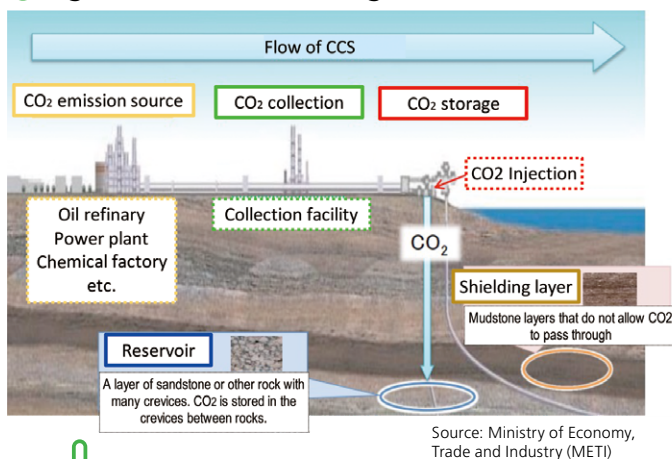 Flow of CCS
CO₂ emission source
CO₂ collection
CO₂ storage
CO2 Injection
Oil refinary
Power plant
Chemical factory
etc.
Collection facility
CO₂
Shielding layer
Mudstone layers that do not allow CO2
to pass through
Reservoir
A layer of sandstone or other rock with
many crevices. CO2 is stored in the
crevices between rocks.
Source: Ministry of Economy,
Trade and Industry (METI)